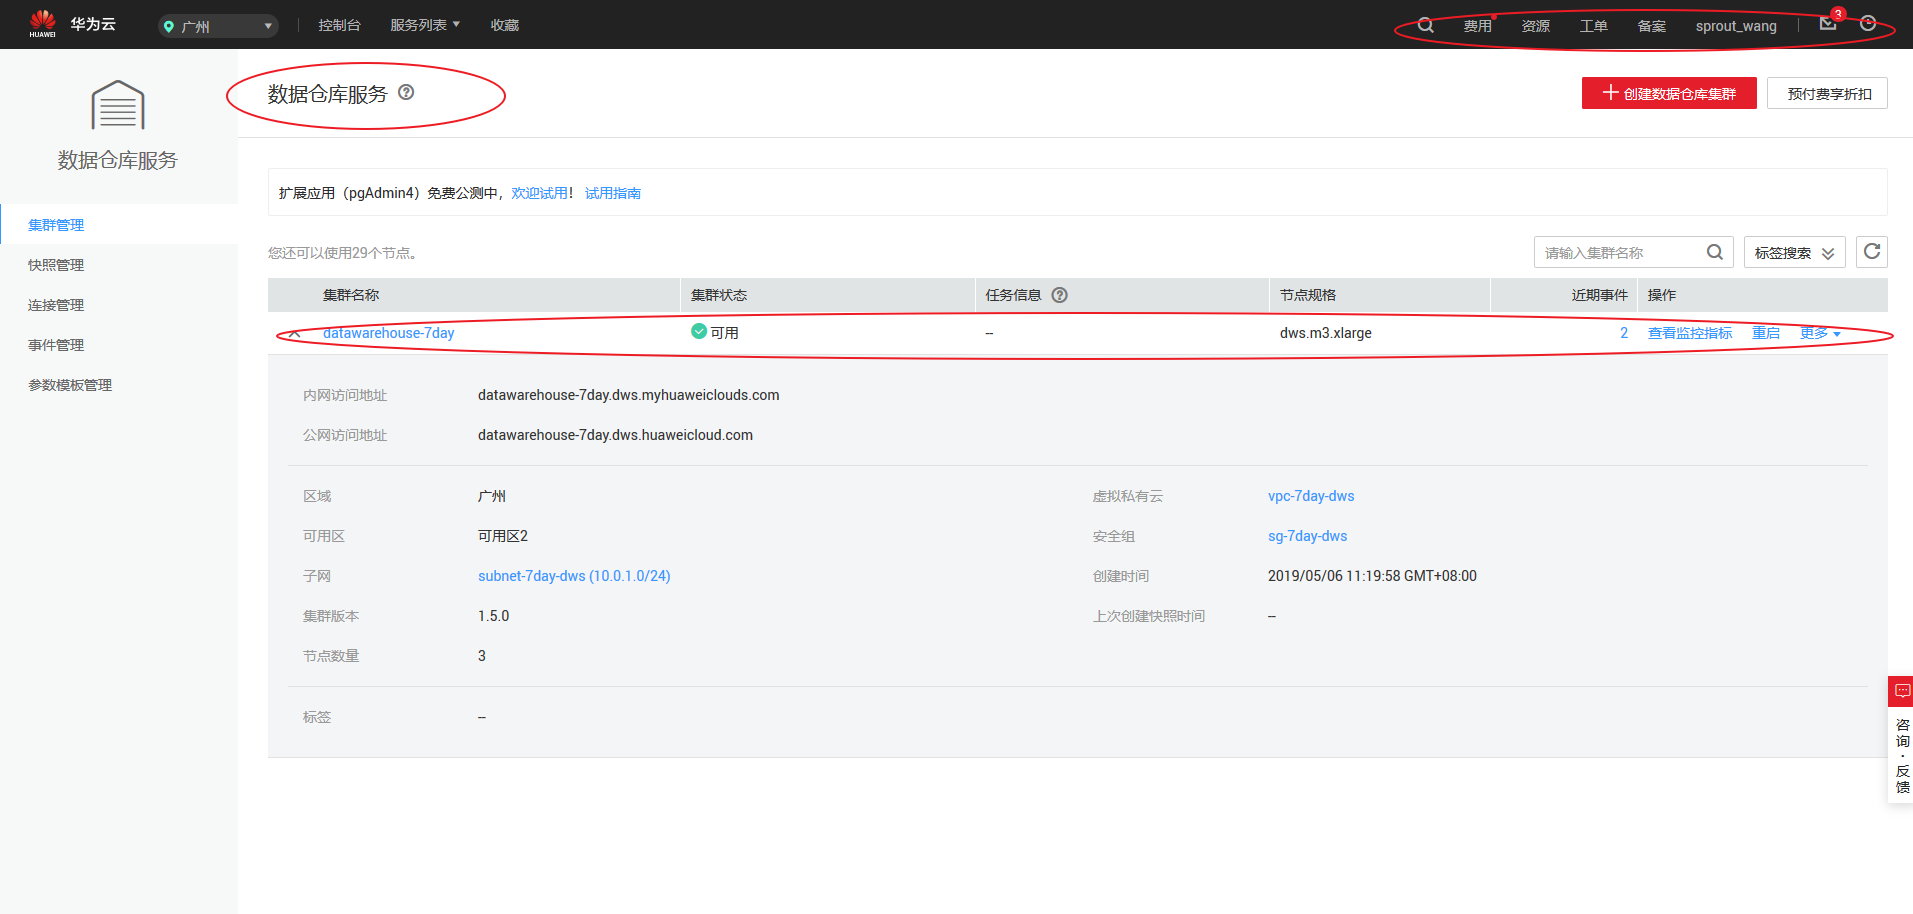 HUAWEI 华为云 广州 控制台 服务列表 收藏 费用 资源 工单 备案 sprout_wang 3
数据仓库服务
创建数据仓库集群 预付费享折扣
数据仓库服务
集群管理
快照管理
连接管理
事件管理
参数模板管理
扩展应用（pgAdmin4）免费公测中，欢迎试用！ 试用指南
您还可以使用29个节点。 请输入集群名称 标签搜索
集群名称 集群状态 任务信息 节点规格 近期事件 操作
datawarehouse-7day 可用 -- dws.m3.xlarge 2 查看监控指标 重启 更多
内网访问地址 datawarehouse-7day.dws.myhuaweiclouds.com
公网访问地址 datawarehouse-7day.dws.huaweicloud.com
区域 广州 虚拟私有云 vpc-7day-dws
可用区 可用区2 安全组 sg-7day-dws
子网 subnet-7day-dws (10.0.1.0/24) 创建时间 2019/05/06 11:19:58 GMT+08:00
集群版本 1.5.0 上次创建快照时间 --
节点数量 3
标签 --
咨询·反馈